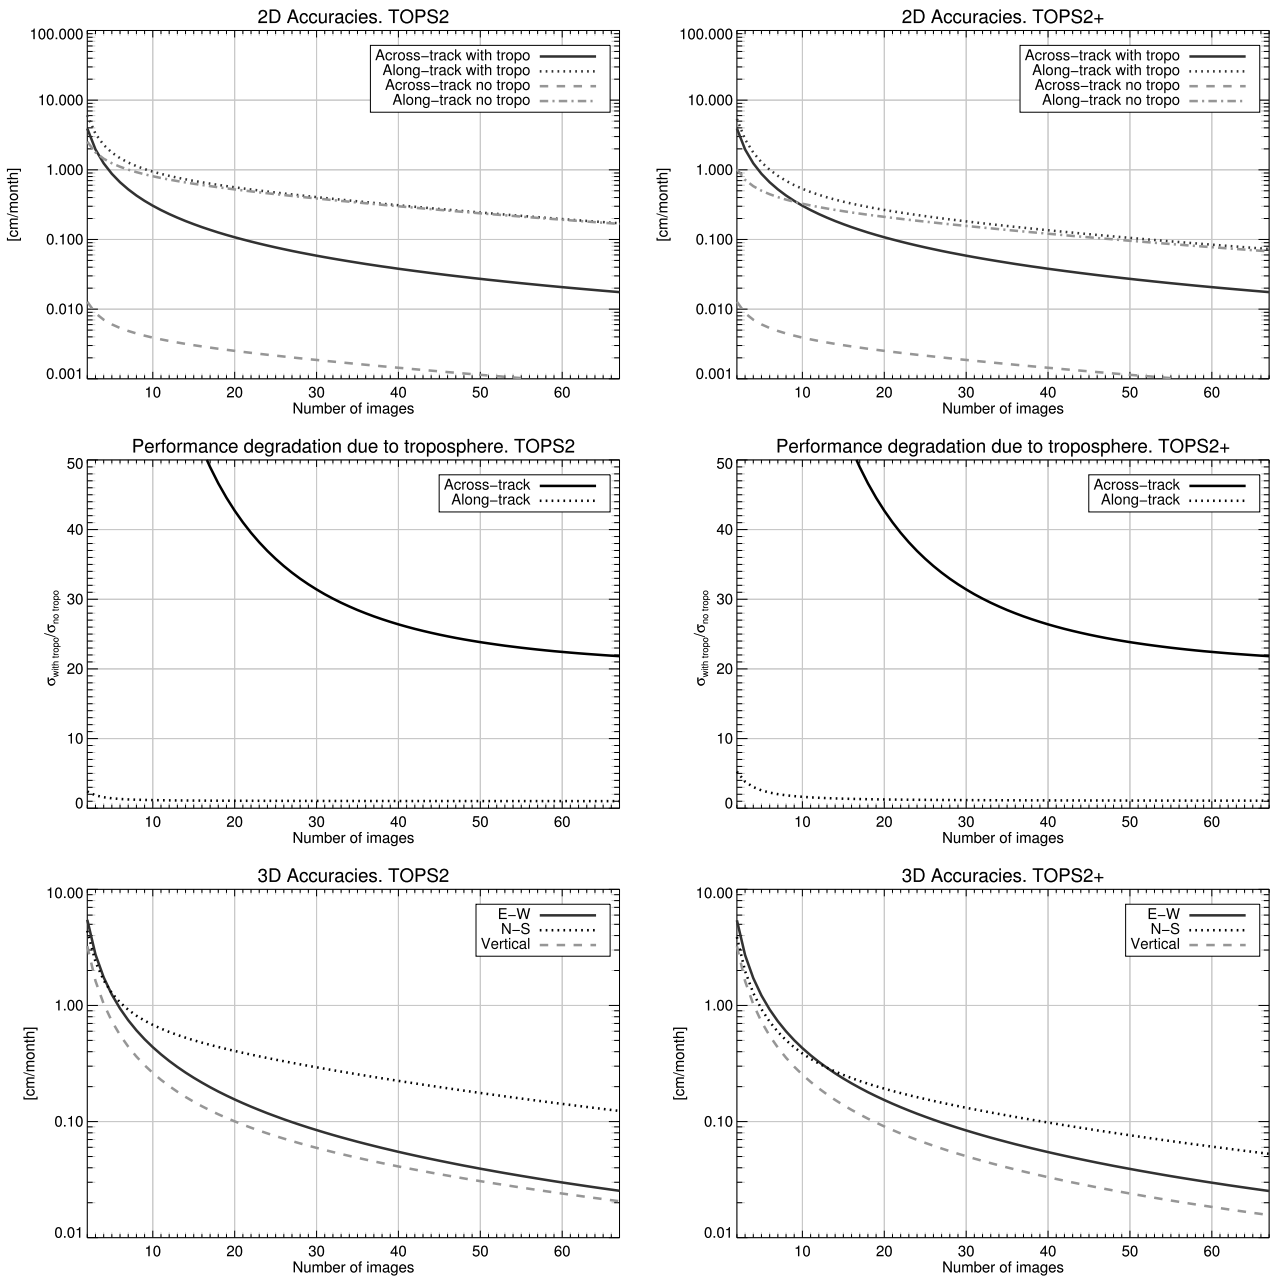 2D Accuracies. TOPS2
100.000
10.000
1.000
0.100
0.010
0.001
[cm/month]
Across-track with tropo
Along-track with tropo
Across-track no tropo
Along-track no tropo
10 20 30 40 50 60
Number of images
2D Accuracies. TOPS2+
100.000
10.000
1.000
0.100
0.010
0.001
[cm/month]
Across-track with tropo
Along-track with tropo
Across-track no tropo
Along-track no tropo
10 20 30 40 50 60
Number of images
Performance degradation due to troposphere. TOPS2
50
40
30
20
10
0
σwith tropo/σno tropo
Across-track
Along-track
10 20 30 40 50 60
Number of images
Performance degradation due to troposphere. TOPS2+
50
40
30
20
10
0
σwith tropo/σno tropo
Across-track
Along-track
10 20 30 40 50 60
Number of images
3D Accuracies. TOPS2
10.00
1.00
0.10
0.01
[cm/month]
E-W
N-S
Vertical
10 20 30 40 50 60
Number of images
3D Accuracies. TOPS2+
10.00
1.00
0.10
0.01
[cm/month]
E-W
N-S
Vertical
10 20 30 40 50 60
Number of images